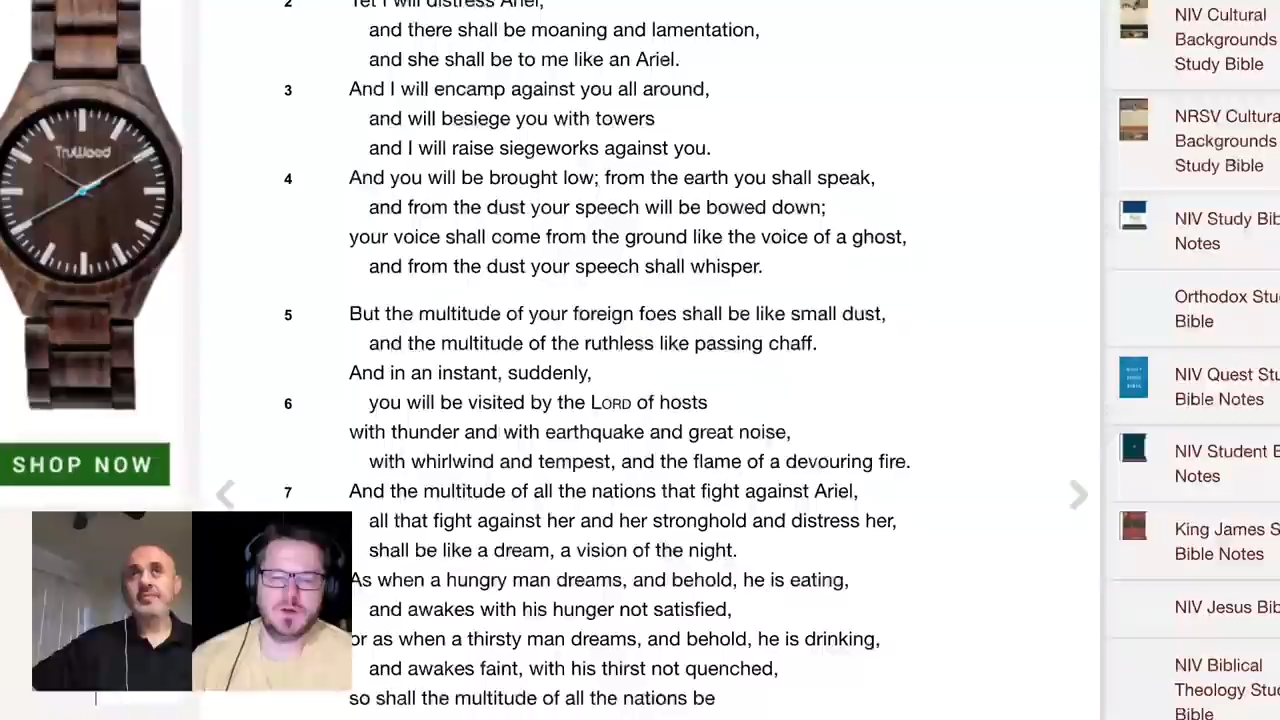 TruWood
SHOP NOW
2 Yet I will distress Ariel,
and there shall be moaning and lamentation,
and she shall be to me like an Ariel.
3 And I will encamp against you all around,
and will besiege you with towers
and I will raise siegeworks against you.
4 And you will be brought low; from the earth you shall speak,
and from the dust your speech will be bowed down;
your voice shall come from the ground like the voice of a ghost,
and from the dust your speech shall whisper.
5 But the multitude of your foreign foes shall be like small dust,
and the multitude of the ruthless like passing chaff.
And in an instant, suddenly,
6 you will be visited by the LORD of hosts
with thunder and with earthquake and great noise,
with whirlwind and tempest, and the flame of a devouring fire.
7 And the multitude of all the nations that fight against Ariel,
all that fight against her and her stronghold and distress her,
shall be like a dream, a vision of the night.
As when a hungry man dreams, and behold, he is eating,
and awakes with his hunger not satisfied,
or as when a thirsty man dreams, and behold, he is drinking,
and awakes faint, with his thirst not quenched,
so shall the multitude of all the nations be
NIV Cultural
Backgrounds
Study Bible
NRSV Cultura
Backgrounds
Study Bible
NIV Study Bib
Notes
Orthodox Stu
Bible
NIV Quest Stu
Bible Notes
NIV Student B
Notes
King James S
Bible Notes
NIV Jesus Bib
NIV Biblical
Theology Stud
Bible